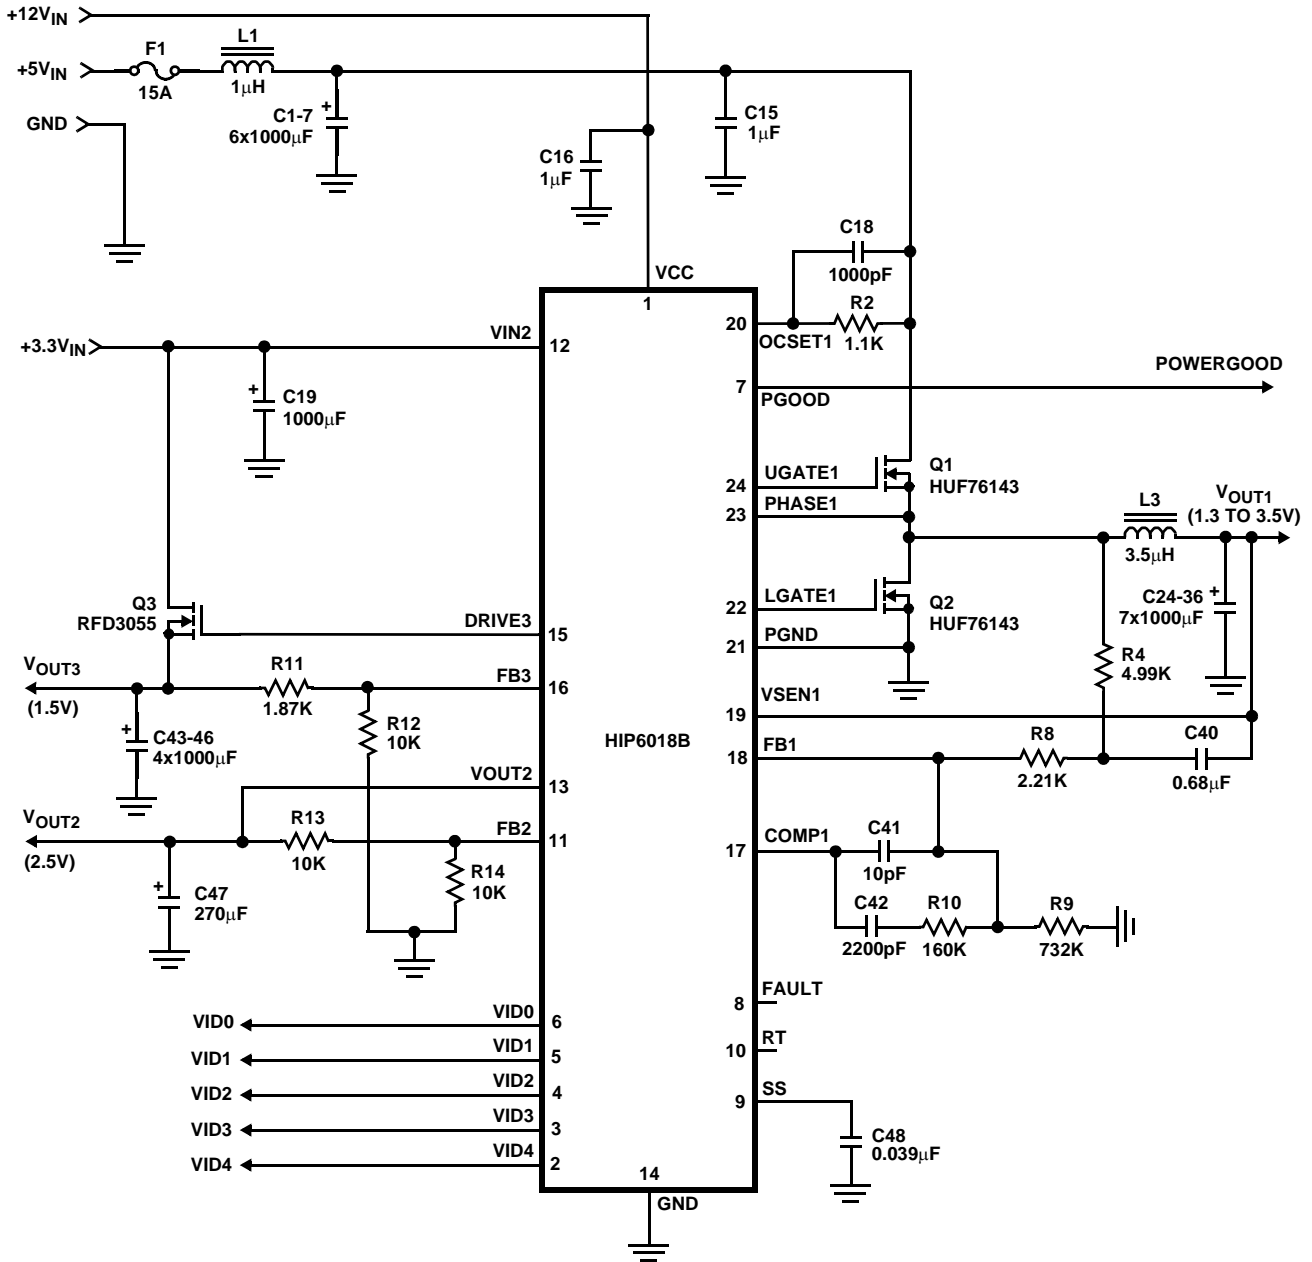 +12VIN
F1
L1
+5VIN
15A
1μH
GND
+
C1-7
6x1000μF
C15
1μF
C16
1μF
C18
1000pF
VCC
1
R2
1.1K
20
OCSET1
+3.3VIN
VIN2
12
POWERGOOD
7
PGOOD
+
C19
1000μF
Q1
HUF76143
UGATE1
24
PHASE1
23
L3
3.5μH
VOUT1
(1.3 TO 3.5V)
Q3
RFD3055
DRIVE3
15
LGATE1
22
Q2
HUF76143
C24-36
7x1000μF
+
PGND
21
R4
4.99K
VOUT3
(1.5V)
R11
1.87K
FB3
16
VSEN1
19
+
C43-46
4x1000μF
R12
10K
HIP6018B
FB1
18
R8
2.21K
C40
0.68μF
VOUT2
13
VOUT2
(2.5V)
R13
10K
FB2
11
COMP1
17
C41
10pF
+
C47
270μF
R14
10K
C42
2200pF
R10
160K
R9
732K
FAULT
8
RT
10
SS
9
C48
0.039μF
VID0
VID0
6
VID1
VID1
5
VID2
VID2
4
VID3
VID3
3
VID4
VID4
2
14
GND